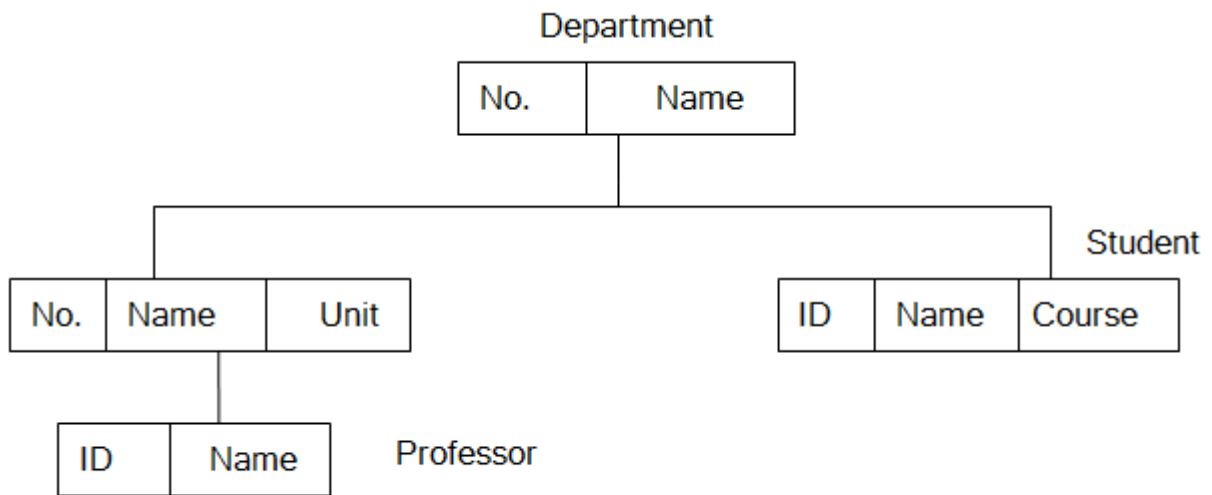 Department
No. Name
Student
No. Name Unit
ID Name Course
ID Name
Professor